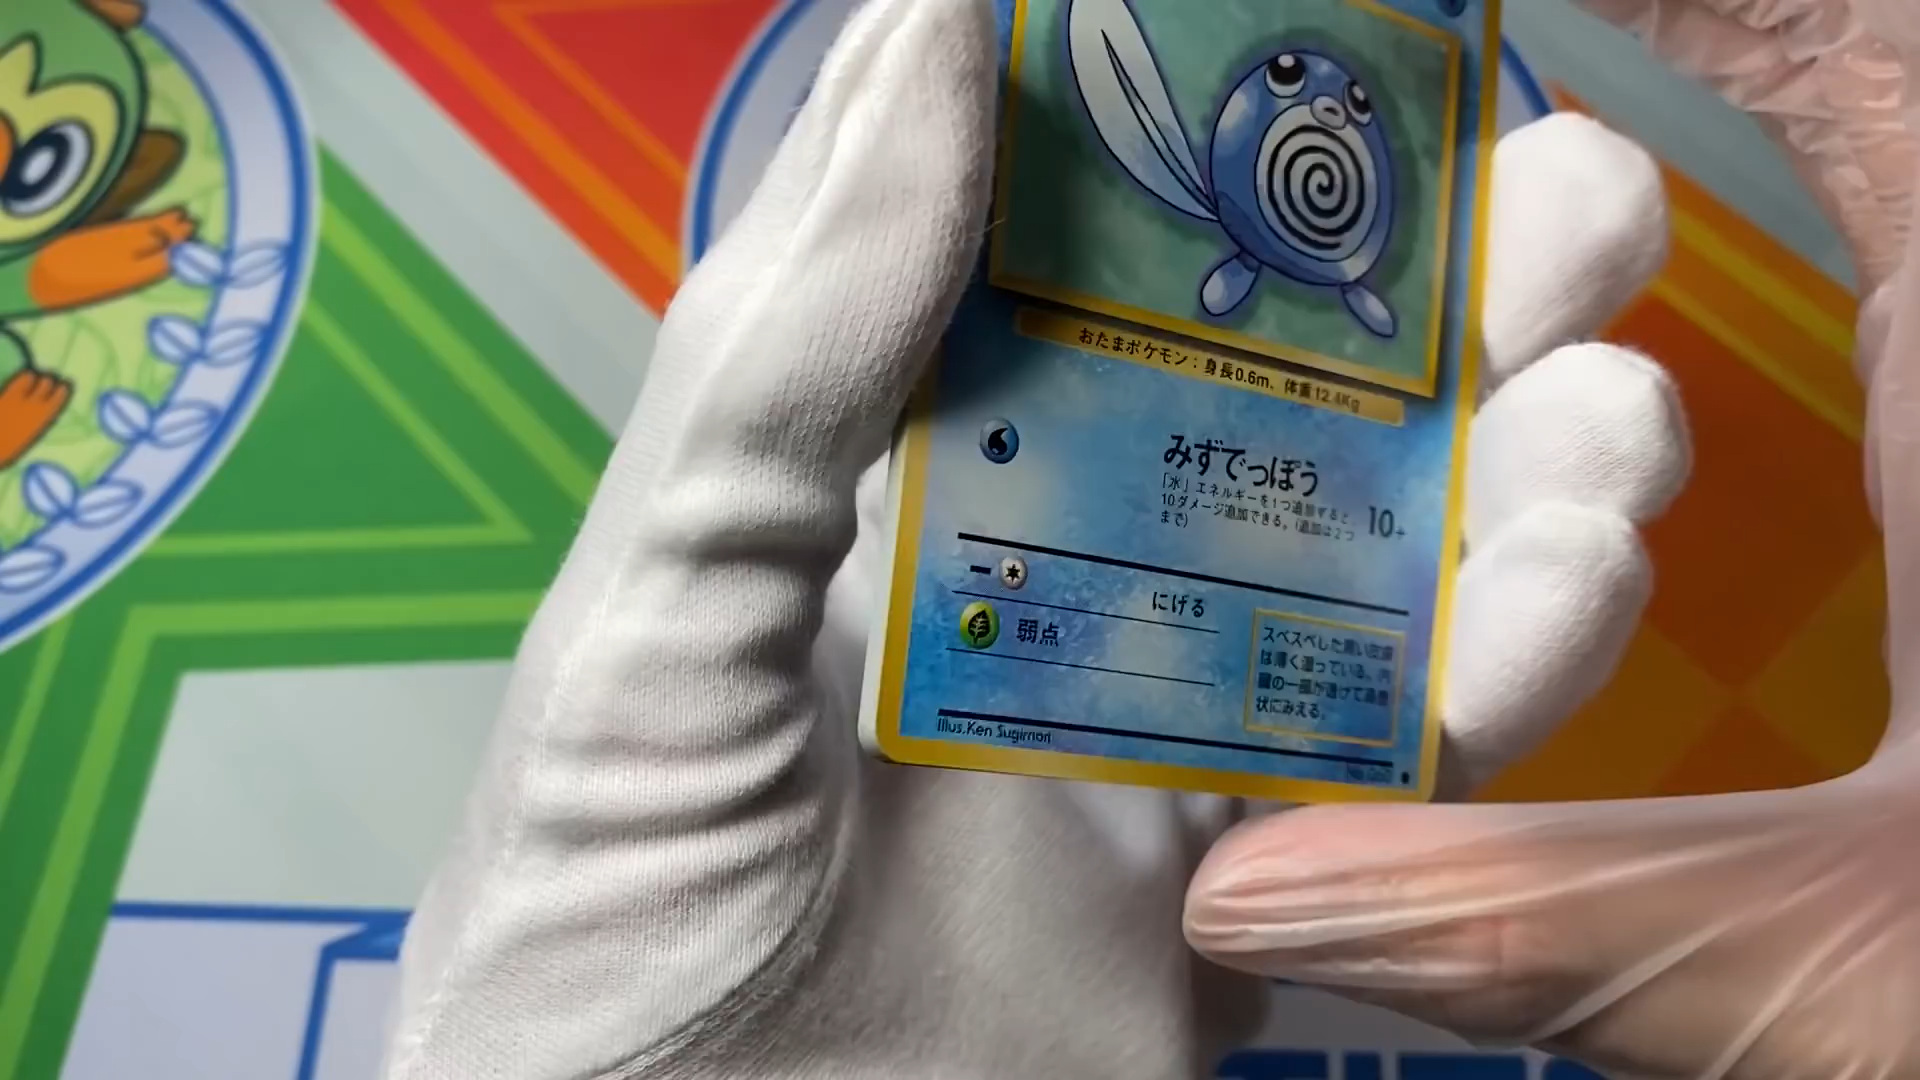 おたまポケモン：身長0.6m、体重12.4Kg
みずでっぽう
「水」エネルギーを1つ追加すると、
10ダメージ追加できる。(追加は2つ
まで)
10+
にげる
弱点
スベスベした黒い皮膚
は薄く湿っている。内
臓の一部が透けて渦巻
状にみえる。
Illus.Ken Sugimori
No.060